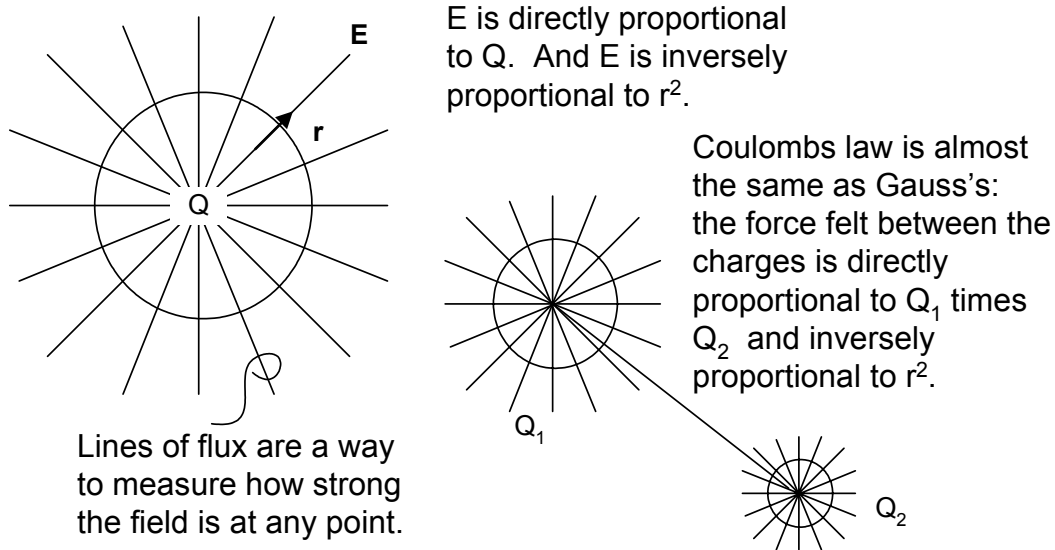 E
E is directly proportional
to Q.  And E is inversely
proportional to r².
r
Q
Coulombs law is almost
the same as Gauss's:
the force felt between the
charges is directly
proportional to Q₁ times
Q₂  and inversely
proportional to r².
Q₁
Lines of flux are a way
to measure how strong
the field is at any point.
Q₂